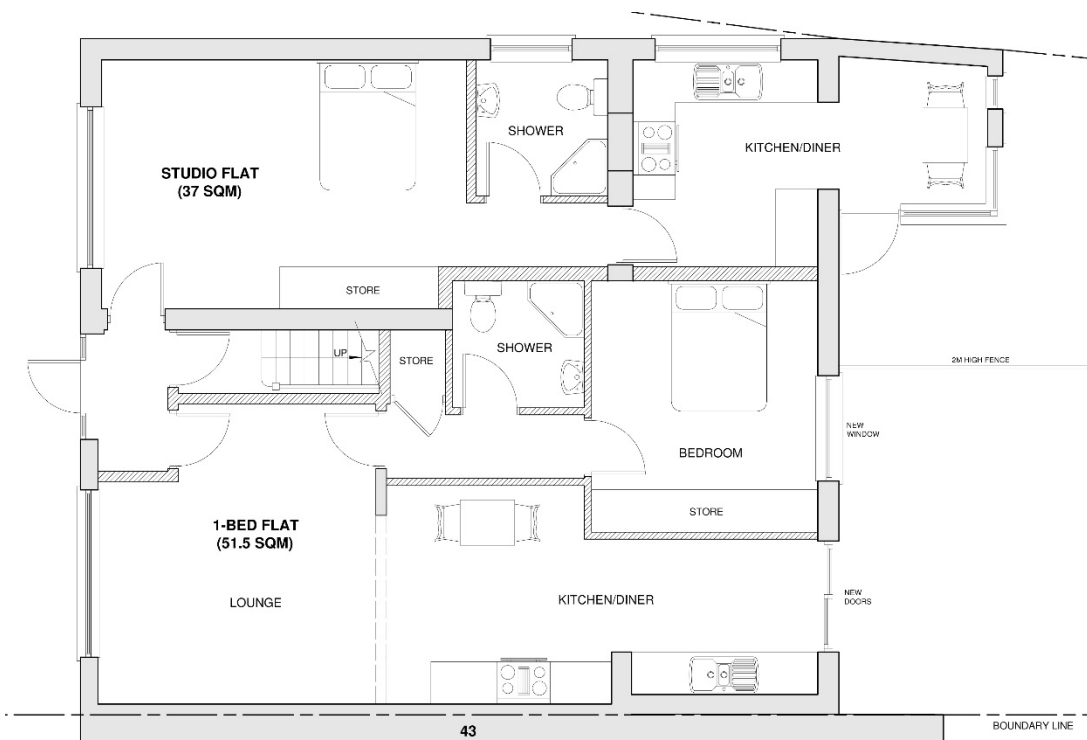 SHOWER
KITCHEN/DINER
STUDIO FLAT
(37 SQM)
STORE
UP
STORE
SHOWER
2M HIGH FENCE
NEW
WINDOW
BEDROOM
STORE
1-BED FLAT
(51.5 SQM)
LOUNGE
KITCHEN/DINER
NEW
DOORS
43
BOUNDARY LINE